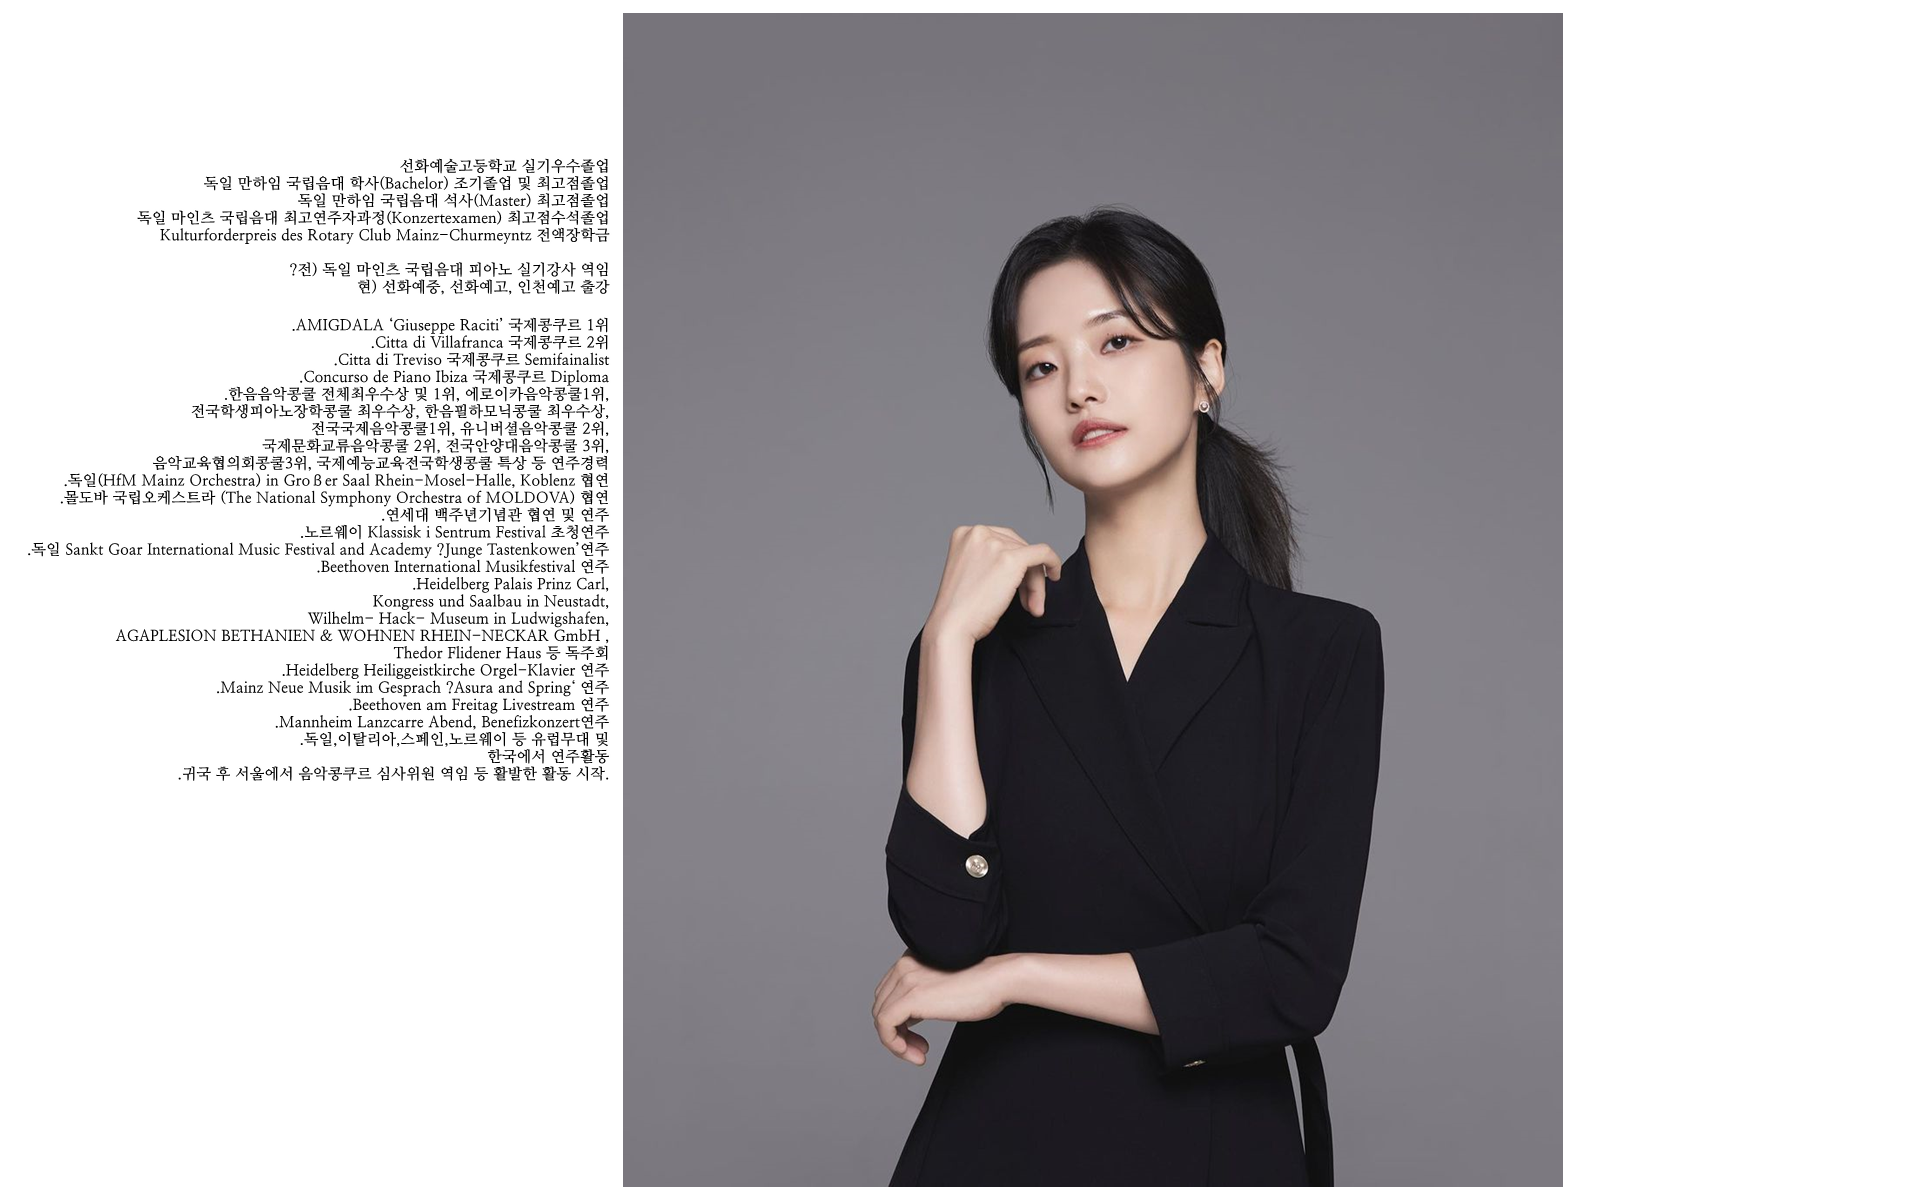 선화예술고등학교 실기우수졸업
독일 만하임 국립음대 학사(Bachelor) 조기졸업 및 최고점졸업
독일 만하임 국립음대 석사(Master) 최고점졸업
독일 마인츠 국립음대 최고연주자과정(Konzertexamen) 최고점수석졸업
Kulturforderpreis des Rotary Club Mainz-Churmeyntz 전액장학금
?전) 독일 마인츠 국립음대 피아노 실기강사 역임
현) 선화예중, 선화예고, 인천예고 출강
.AMIGDALA ‘Giuseppe Raciti’ 국제콩쿠르 1위
.Citta di Villafranca 국제콩쿠르 2위
.Citta di Treviso 국제콩쿠르 Semifainalist
.Concurso de Piano Ibiza 국제콩쿠르 Diploma
.한음음악콩쿨 전체최우수상 및 1위, 에로이카음악콩쿨1위,
전국학생피아노장학콩쿨 최우수상, 한음필하모닉콩쿨 최우수상,
전국국제음악콩쿨1위, 유니버설음악콩쿨 2위,
국제문화교류음악콩쿨 2위, 전국안양대음악콩쿨 3위,
음악교육협의회콩쿨3위, 국제예능교육전국학생콩쿨 특상 등 연주경력
.독일(HfM Mainz Orchestra) in Groβer Saal Rhein-Mosel-Halle, Koblenz 협연
.몰도바 국립오케스트라 (The National Symphony Orchestra of MOLDOVA) 협연
.연세대 백주년기념관 협연 및 연주
.노르웨이 Klassisk i Sentrum Festival 초청연주
.독일 Sankt Goar International Music Festival and Academy ?Junge Tastenkowen’연주
.Beethoven International Musikfestival 연주
.Heidelberg Palais Prinz Carl,
Kongress und Saalbau in Neustadt,
Wilhelm- Hack- Museum in Ludwigshafen,
AGAPLESION BETHANIEN & WOHNEN RHEIN-NECKAR GmbH ,
Thedor Flidener Haus 등 독주회
.Heidelberg Heiliggeistkirche Orgel-Klavier 연주
.Mainz Neue Musik im Gesprach ?Asura and Spring‘ 연주
.Beethoven am Freitag Livestream 연주
.Mannheim Lanzcarre Abend, Benefizkonzert연주
.독일,이탈리아,스페인,노르웨이 등 유럽무대 및
한국에서 연주활동
.귀국 후 서울에서 음악콩쿠르 심사위원 역임 등 활발한 활동 시작.